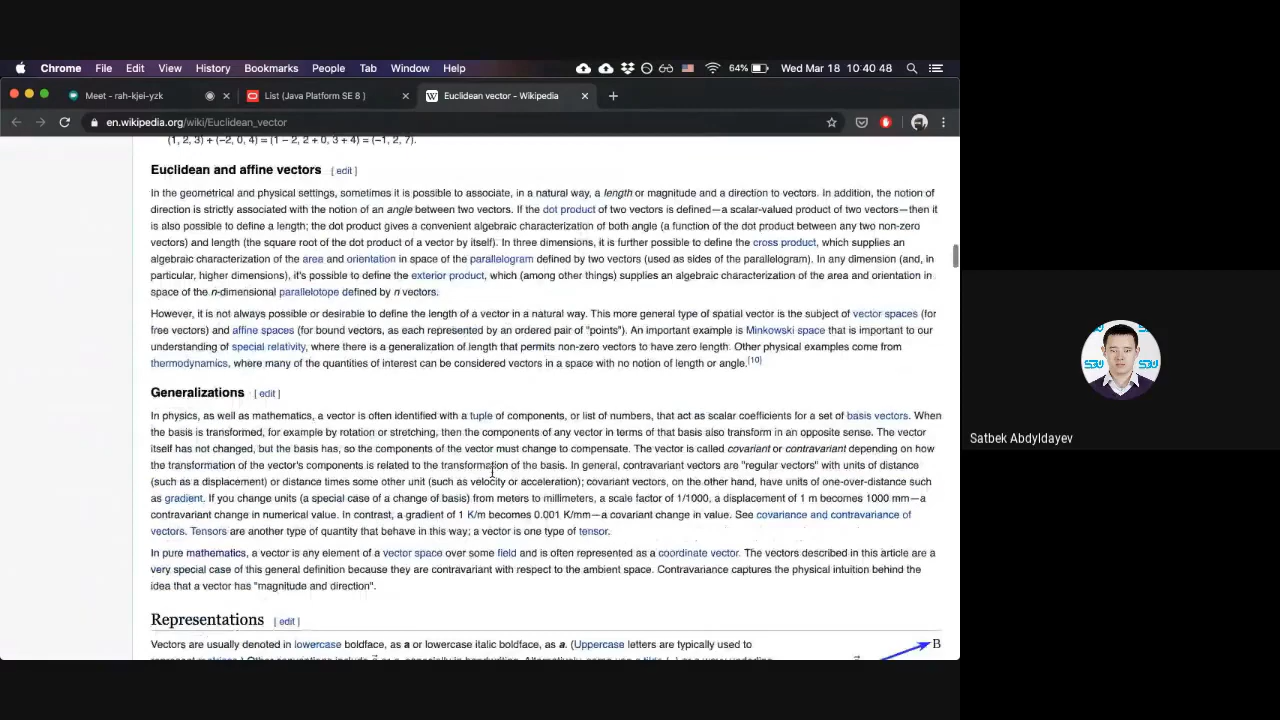 Chrome File Edit View History Bookmarks People Tab Window Help 64% Wed Mar 18 10 40 48
Meet - rah-kjei-yzk List (Java Platform SE 8 ) Euclidean vector - Wikipedia
en.wikipedia.org/wiki/Euclidean_vector
(1, 2, 3) + (−2, 0, 4) = (1 − 2, 2 + 0, 3 + 4) = (−1, 2, 7).
Euclidean and affine vectors [ edit ]
In the geometrical and physical settings, sometimes it is possible to associate, in a natural way, a length or magnitude and a direction to vectors. In addition, the notion of
direction is strictly associated with the notion of an angle between two vectors. If the dot product of two vectors is defined—a scalar-valued product of two vectors—then it
is also possible to define a length; the dot product gives a convenient algebraic characterization of both angle (a function of the dot product between any two non-zero
vectors) and length (the square root of the dot product of a vector by itself). In three dimensions, it is further possible to define the cross product, which supplies an
algebraic characterization of the area and orientation in space of the parallelogram defined by two vectors (used as sides of the parallelogram). In any dimension (and, in
particular, higher dimensions), it's possible to define the exterior product, which (among other things) supplies an algebraic characterization of the area and orientation in
space of the n-dimensional parallelotope defined by n vectors.
However, it is not always possible or desirable to define the length of a vector in a natural way. This more general type of spatial vector is the subject of vector spaces (for
free vectors) and affine spaces (for bound vectors, as each represented by an ordered pair of "points"). An important example is Minkowski space that is important to our
understanding of special relativity, where there is a generalization of length that permits non-zero vectors to have zero length. Other physical examples come from
thermodynamics, where many of the quantities of interest can be considered vectors in a space with no notion of length or angle.[10]
Generalizations [ edit ]
In physics, as well as mathematics, a vector is often identified with a tuple of components, or list of numbers, that act as scalar coefficients for a set of basis vectors. When
the basis is transformed, for example by rotation or stretching, then the components of any vector in terms of that basis also transform in an opposite sense. The vector
itself has not changed, but the basis has, so the components of the vector must change to compensate. The vector is called covariant or contravariant depending on how
the transformation of the vector's components is related to the transformation of the basis. In general, contravariant vectors are "regular vectors" with units of distance
(such as a displacement) or distance times some other unit (such as velocity or acceleration); covariant vectors, on the other hand, have units of one-over-distance such
as gradient. If you change units (a special case of a change of basis) from meters to millimeters, a scale factor of 1/1000, a displacement of 1 m becomes 1000 mm—a
contravariant change in numerical value. In contrast, a gradient of 1 K/m becomes 0.001 K/mm—a covariant change in value. See covariance and contravariance of
vectors. Tensors are another type of quantity that behave in this way; a vector is one type of tensor.
In pure mathematics, a vector is any element of a vector space over some field and is often represented as a coordinate vector. The vectors described in this article are a
very special case of this general definition because they are contravariant with respect to the ambient space. Contravariance captures the physical intuition behind the
idea that a vector has "magnitude and direction".
Representations [ edit ]
Vectors are usually denoted in lowercase boldface, as a or lowercase italic boldface, as a. (Uppercase letters are typically used to
B
Satbek Abdyldayev